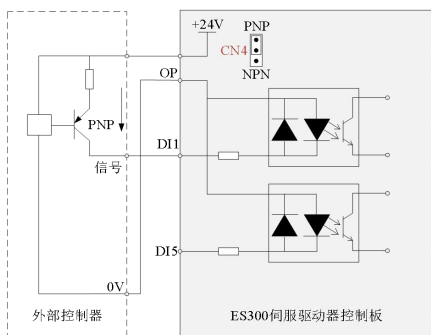 +24V
PNP
CN4
NPN
OP
PNP
DI1
信号
DI5
0V
外部控制器
ES300伺服驱动器控制板